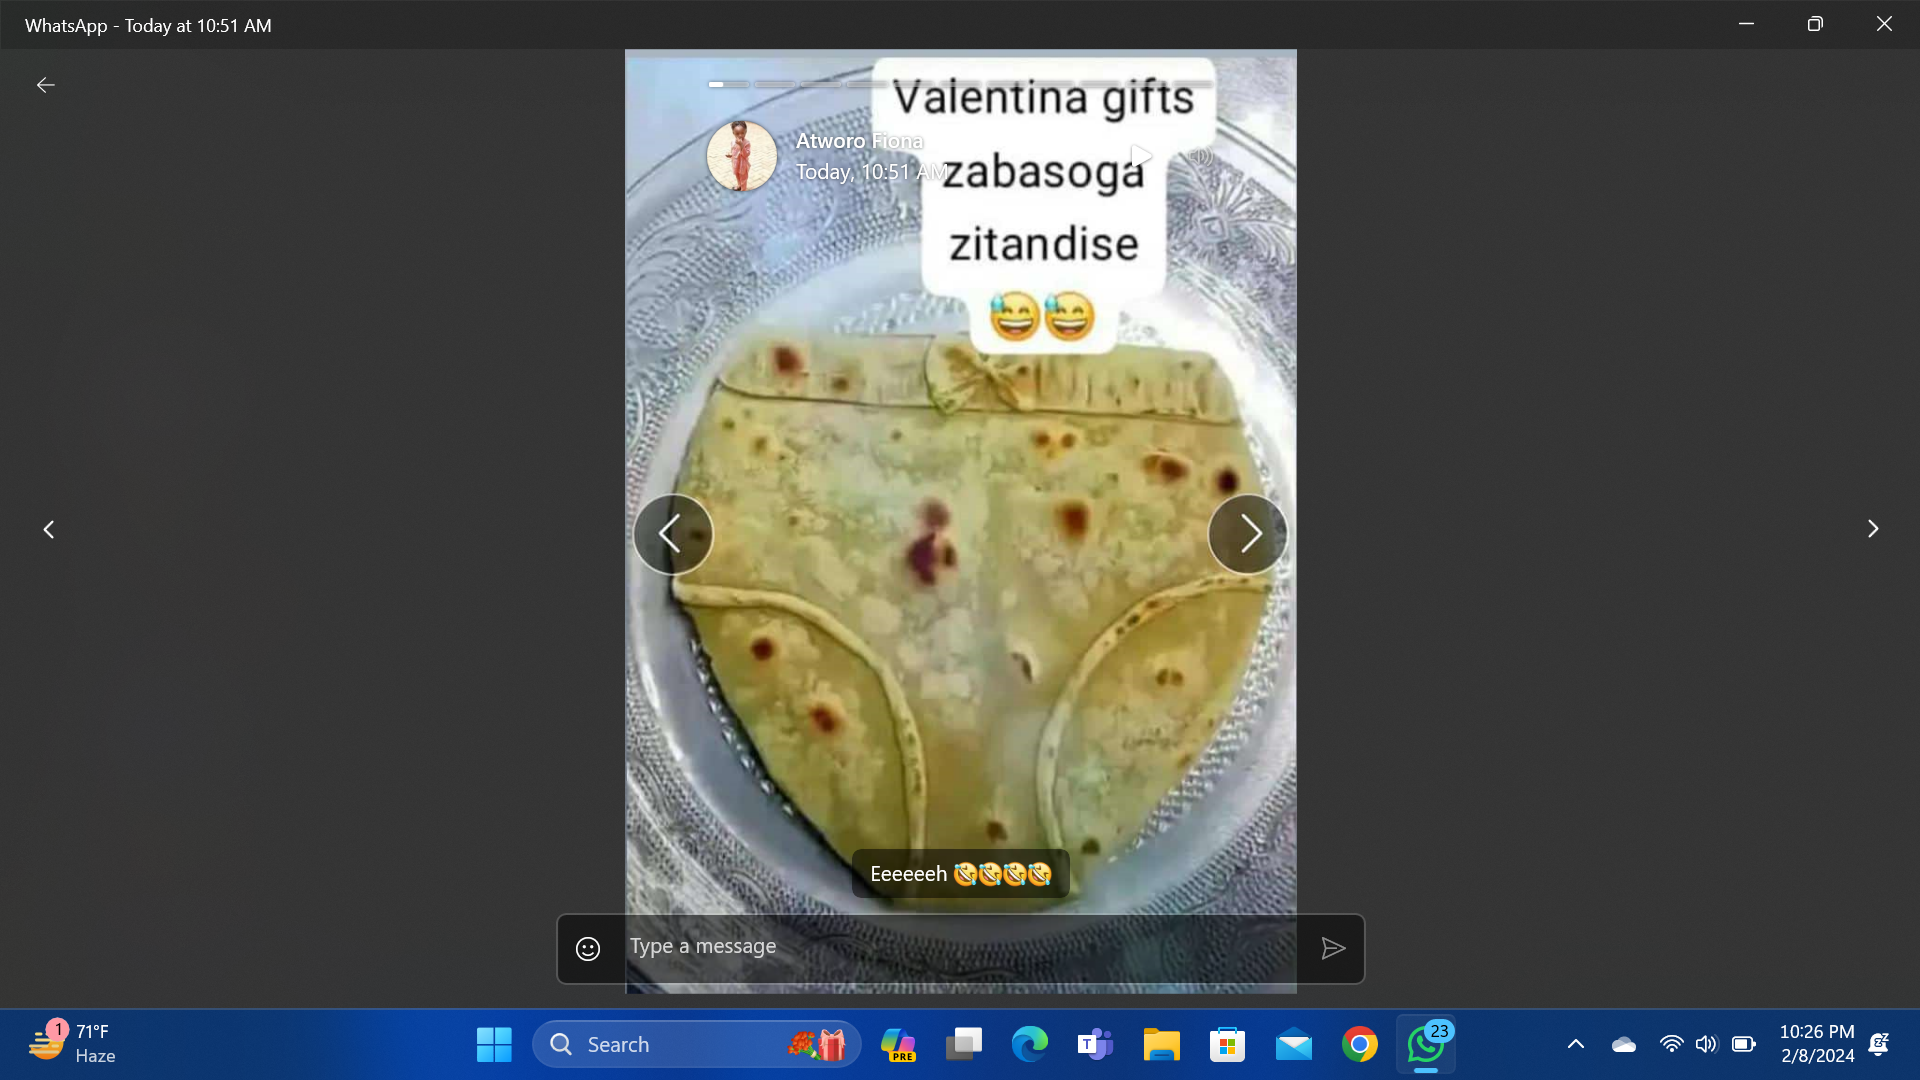 WhatsApp - Today at 10:51 AM
Valentina gifts
zabasoga
zitandise
😅😅
Atworo Fiona
Today, 10:51 AM
Eeeeeeh 🤣🤣🤣🤣
Type a message
1
71°F
Haze
Search
PRE
T
23
10:26 PM
2/8/2024